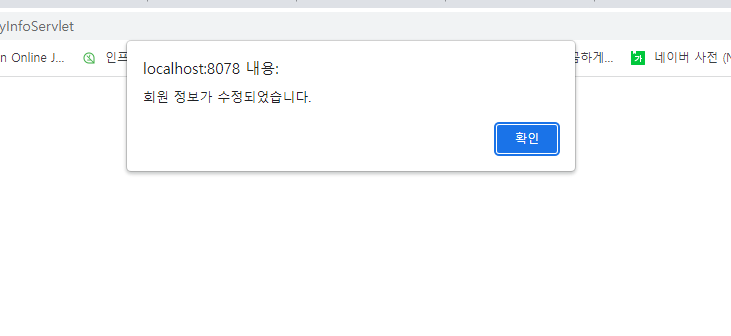 yInfoServlet
n Online J...
인프
곰하게...
네이버 사전 (N
localhost:8078 내용:
회원 정보가 수정되었습니다.
확인